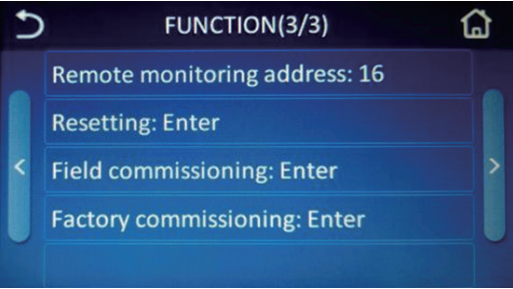 FUNCTION(3/3)
Remote monitoring address: 16
Resetting: Enter
Field commissioning: Enter
Factory commissioning: Enter